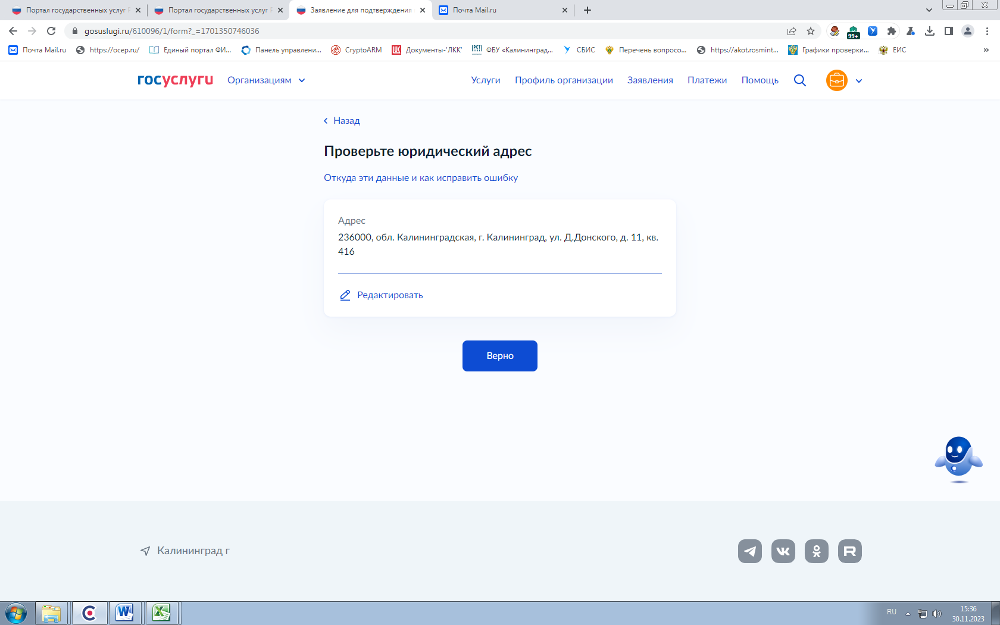 Портал государственных услуг
Портал государственных услуг
Заявление для подтверждения
Почта Mail.ru
gosuslugi.ru/610096/1/form?_=1701350746036
99+
Почта Mail.ru
https://ocep.ru/
Единый портал ФИ...
Панель управлени...
CryptoARM
Документы-'ЛКК'
ФБУ «Калининград...
СБИС
Перечень вопросо...
https://akot.rosmint...
Графики проверки...
ЕИС
»
госуслуги
Организациям
Услуги
Профиль организации
Заявления
Платежи
Помощь
Назад
Проверьте юридический адрес
Откуда эти данные и как исправить ошибку
Адрес
236000, обл. Калининградская, г. Калининград, ул. Д.Донского, д. 11, кв.
416
Редактировать
Верно
Калининград г
RU
15:36
30.11.2023